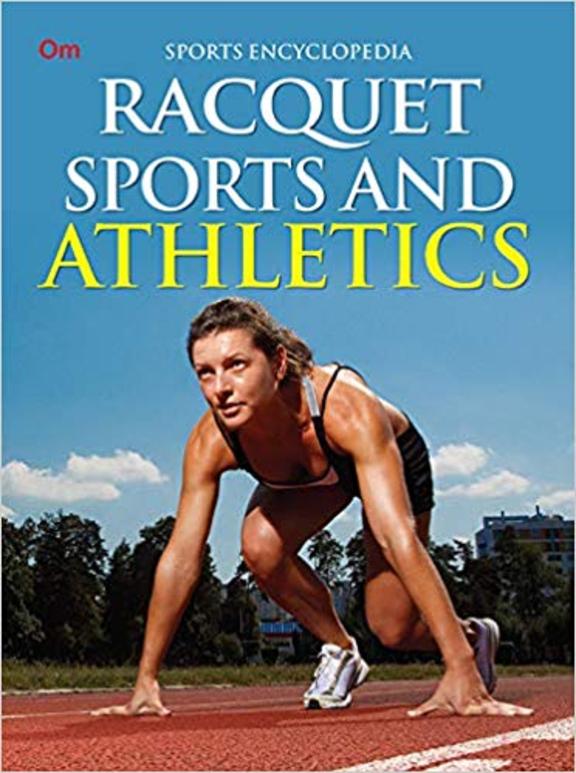 Om
SPORTS ENCYCLOPEDIA
RACQUET
SPORTS AND
ATHLETICS